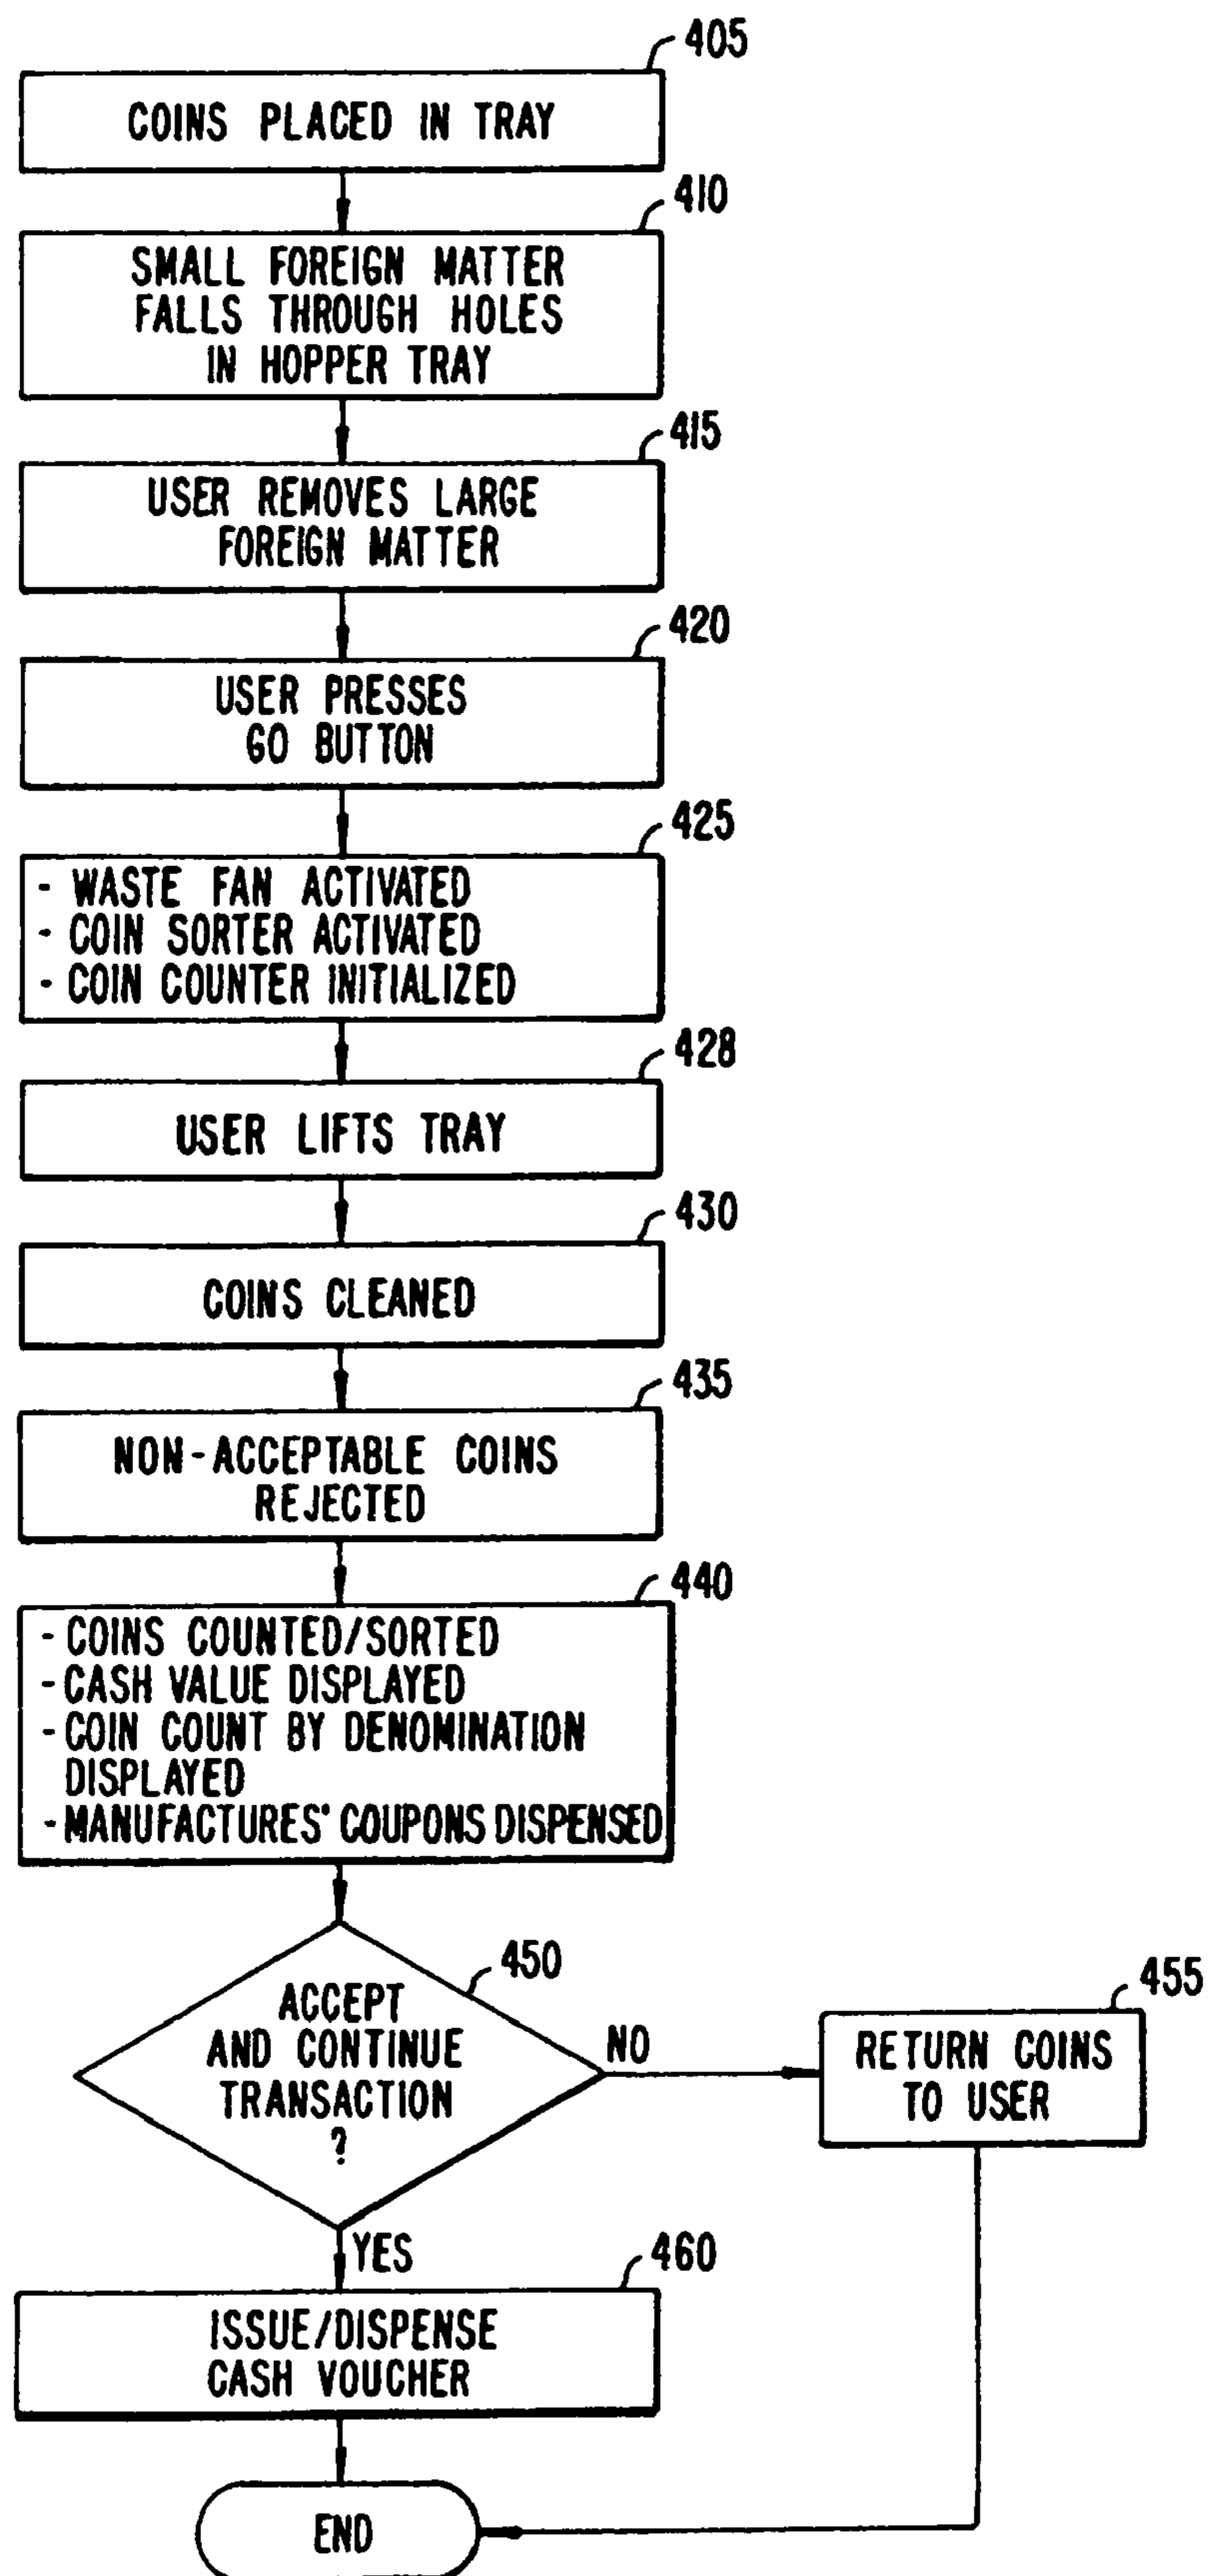 405
COINS PLACED IN TRAY
410
SMALL FOREIGN MATTER
FALLS THROUGH HOLES
IN HOPPER TRAY
415
USER REMOVES LARGE
FOREIGN MATTER
420
USER PRESSES
GO BUTTON
425
- WASTE FAN ACTIVATED
- COIN SORTER ACTIVATED
- COIN COUNTER INITIALIZED
428
USER LIFTS TRAY
430
COINS CLEANED
435
NON-ACCEPTABLE COINS
REJECTED
440
- COINS COUNTED/SORTED
- CASH VALUE DISPLAYED
- COIN COUNT BY DENOMINATION
DISPLAYED
- MANUFACTURES' COUPONS DISPENSED
450
ACCEPT
AND CONTINUE
TRANSACTION
?
NO
455
RETURN COINS
TO USER
YES
460
ISSUE/DISPENSE
CASH VOUCHER
END